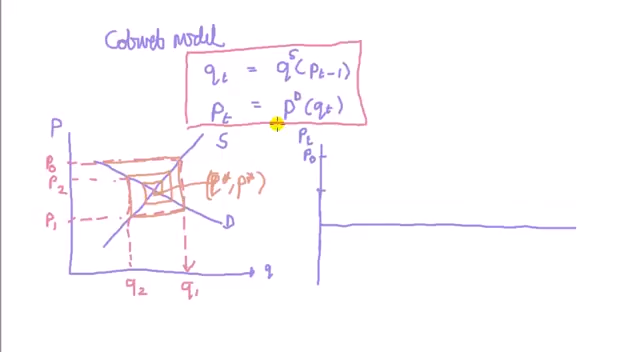 Cobweb model
q_t = q^S(p_{t-1})
p_t = p^D(q_t)
P
S
P_t
P_0
P_0
P_2
(q*, p*)
P_1
D
q
q_2
q_1